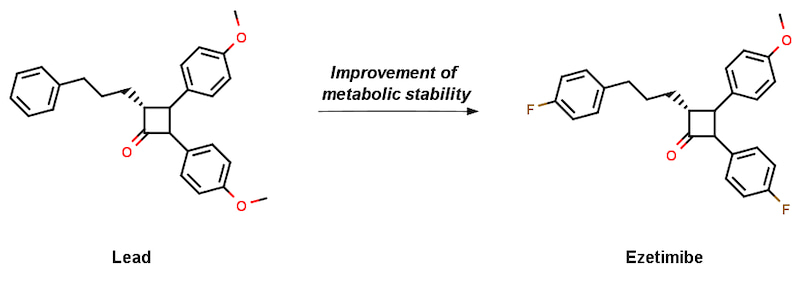 O
O
Improvement of
metabolic stability
F
O
O
O
F
Lead
Ezetimibe